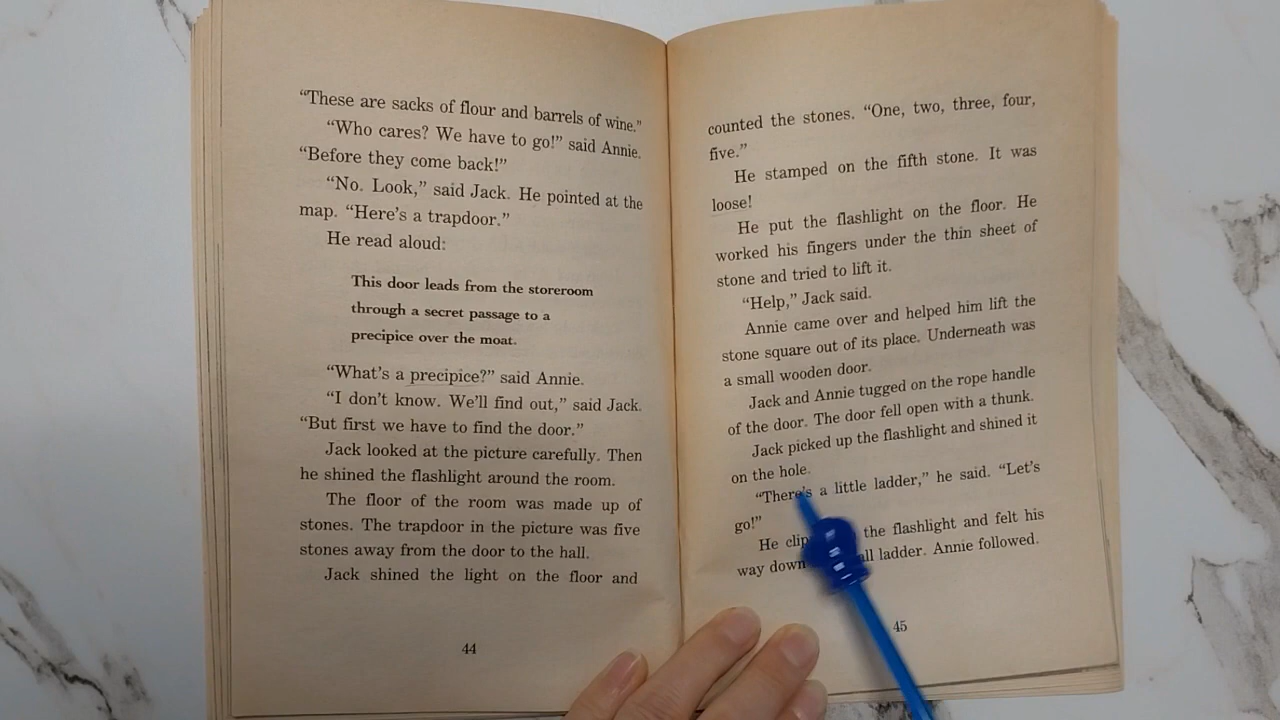 “These are sacks of flour and barrels of wine.”
“Who cares? We have to go!” said Annie.
“Before they come back!”
“No. Look,” said Jack. He pointed at the
map. “Here’s a trapdoor.”
He read aloud:
This door leads from the storeroom
through a secret passage to a
precipice over the moat.
“What’s a precipice?” said Annie.
“I don’t know. We’ll find out,” said Jack.
“But first we have to find the door.”
Jack looked at the picture carefully. Then
he shined the flashlight around the room.
The floor of the room was made up of
stones. The trapdoor in the picture was five
stones away from the door to the hall.
Jack shined the light on the floor and
44
counted the stones. “One, two, three, four,
five.”
He stamped on the fifth stone. It was
loose!
He put the flashlight on the floor. He
worked his fingers under the thin sheet of
stone and tried to lift it.
“Help,” Jack said.
Annie came over and helped him lift the
stone square out of its place. Underneath was
a small wooden door.
Jack and Annie tugged on the rope handle
of the door. The door fell open with a thunk.
Jack picked up the flashlight and shined it
on the hole.
“There’s a little ladder,” he said. “Let’s
go!”
He the flashlight and felt his
way down ladder. Annie followed.
45